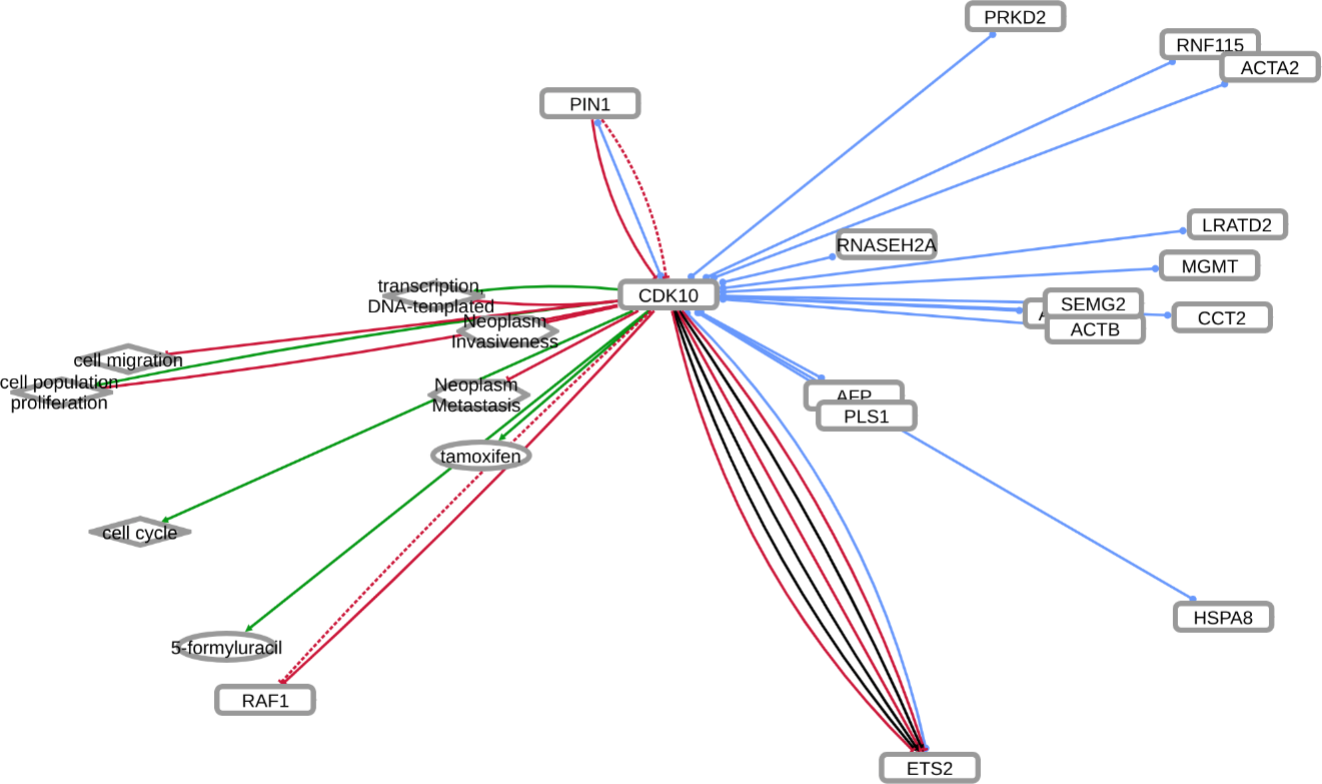 PRKD2
RNF115
ACTA2
PIN1
LRATD2
RNASEH2A
MGMT
transcription,
DNA-templated
CDK10
SEMG2
CCT2
ACTB
Neoplasm
Invasiveness
cell migration
cell population
proliferation
Neoplasm
Metastasis
AFP
PLS1
tamoxifen
cell cycle
HSPA8
5-formyluracil
RAF1
ETS2